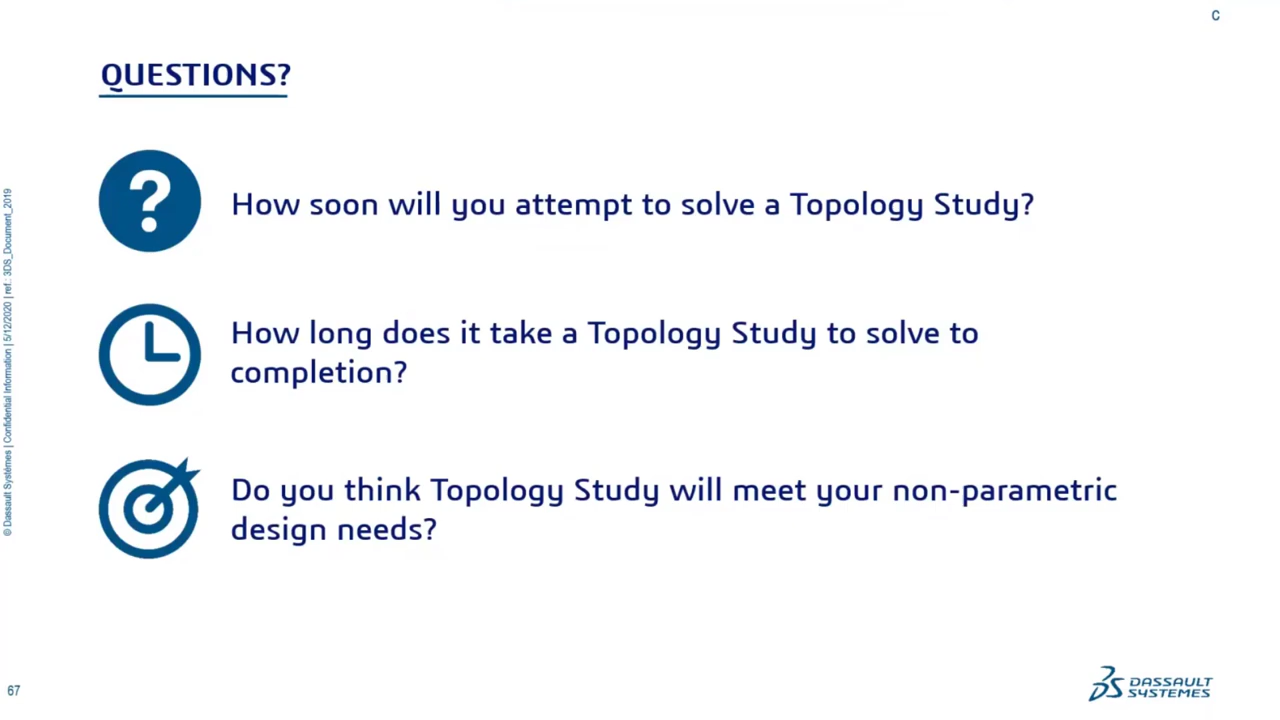 C
QUESTIONS?
?
How soon will you attempt to solve a Topology Study?
How long does it take a Topology Study to solve to
completion?
Do you think Topology Study will meet your non-parametric
design needs?
© Dassault Systèmes | Confidential Information | 5/12/2020 | ref.: 3DS_Document_2019
67
3DS DASSAULT
SYSTEMES